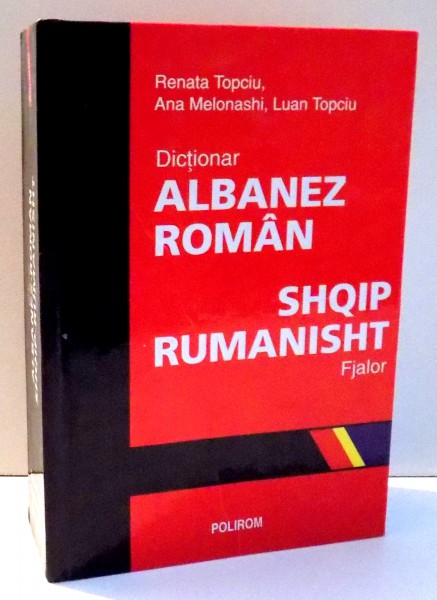 Renata Topciu,
Ana Melonashi, Luan Topciu
Dicționar
ALBANEZ
ROMÂN
SHQIP
RUMANISHT
Fjalor
POLIROM